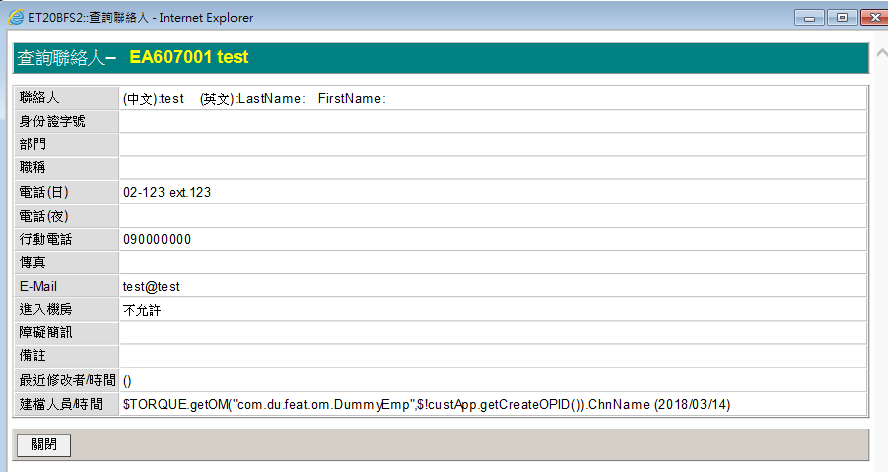 ET20BFS2::查詢聯絡人 - Internet Explorer
查詢聯絡人– EA607001 test
聯絡人 (中文):test (英文):LastName: FirstName:
身份證字號
部門
職稱
電話(日) 02-123 ext.123
電話(夜)
行動電話 090000000
傳真
E-Mail test@test
進入機房 不允許
障礙簡訊
備註
最近修改者/時間 ()
建檔人員/時間 $TORQUE.getOM("com.du.feat.om.DummyEmp",$!custApp.getCreateOPID()).ChnName (2018/03/14)
關閉